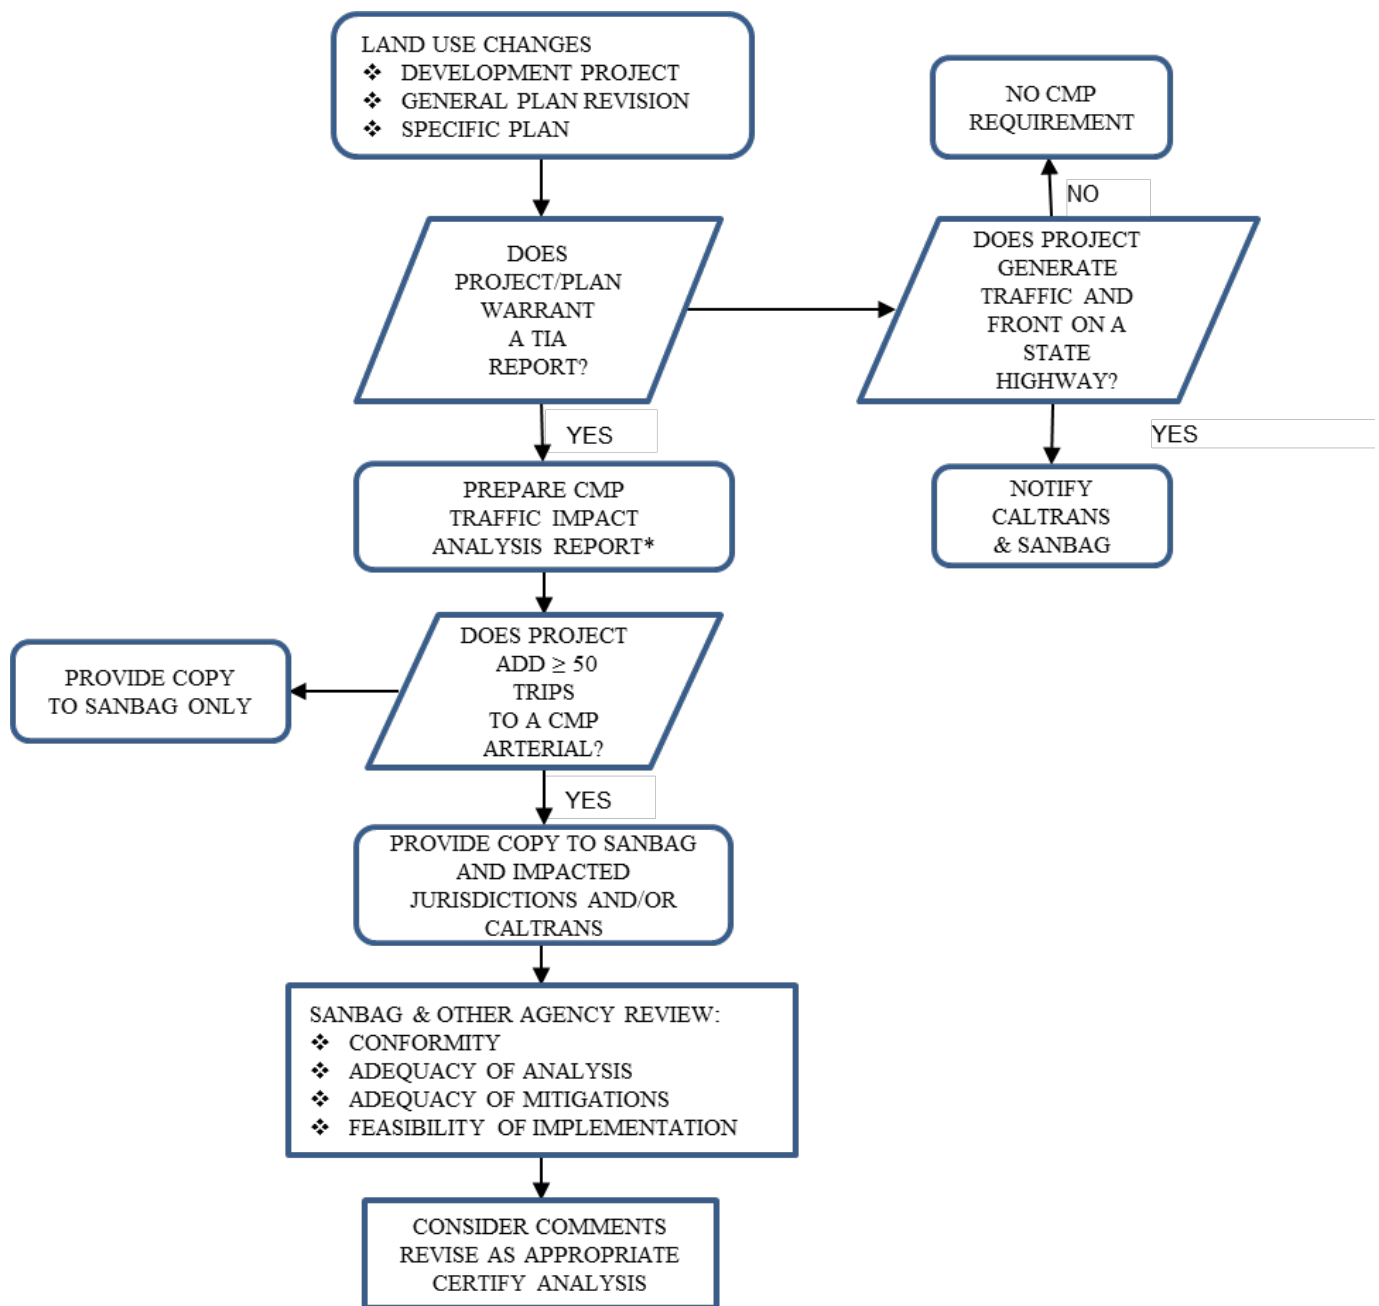 LAND USE CHANGES
❖ DEVELOPMENT PROJECT
❖ GENERAL PLAN REVISION
❖ SPECIFIC PLAN
NO CMP
REQUIREMENT
NO
DOES
PROJECT/PLAN
WARRANT
A TIA
REPORT?
DOES PROJECT
GENERATE
TRAFFIC AND
FRONT ON A
STATE
HIGHWAY?
YES
YES
PREPARE CMP
TRAFFIC IMPACT
ANALYSIS REPORT*
NOTIFY
CALTRANS
& SANBAG
DOES PROJECT
ADD ≥ 50
TRIPS
TO A CMP
ARTERIAL?
PROVIDE COPY
TO SANBAG ONLY
YES
PROVIDE COPY TO SANBAG
AND IMPACTED
JURISDICTIONS AND/OR
CALTRANS
SANBAG & OTHER AGENCY REVIEW:
❖ CONFORMITY
❖ ADEQUACY OF ANALYSIS
❖ ADEQUACY OF MITIGATIONS
❖ FEASIBILITY OF IMPLEMENTATION
CONSIDER COMMENTS
REVISE AS APPROPRIATE
CERTIFY ANALYSIS